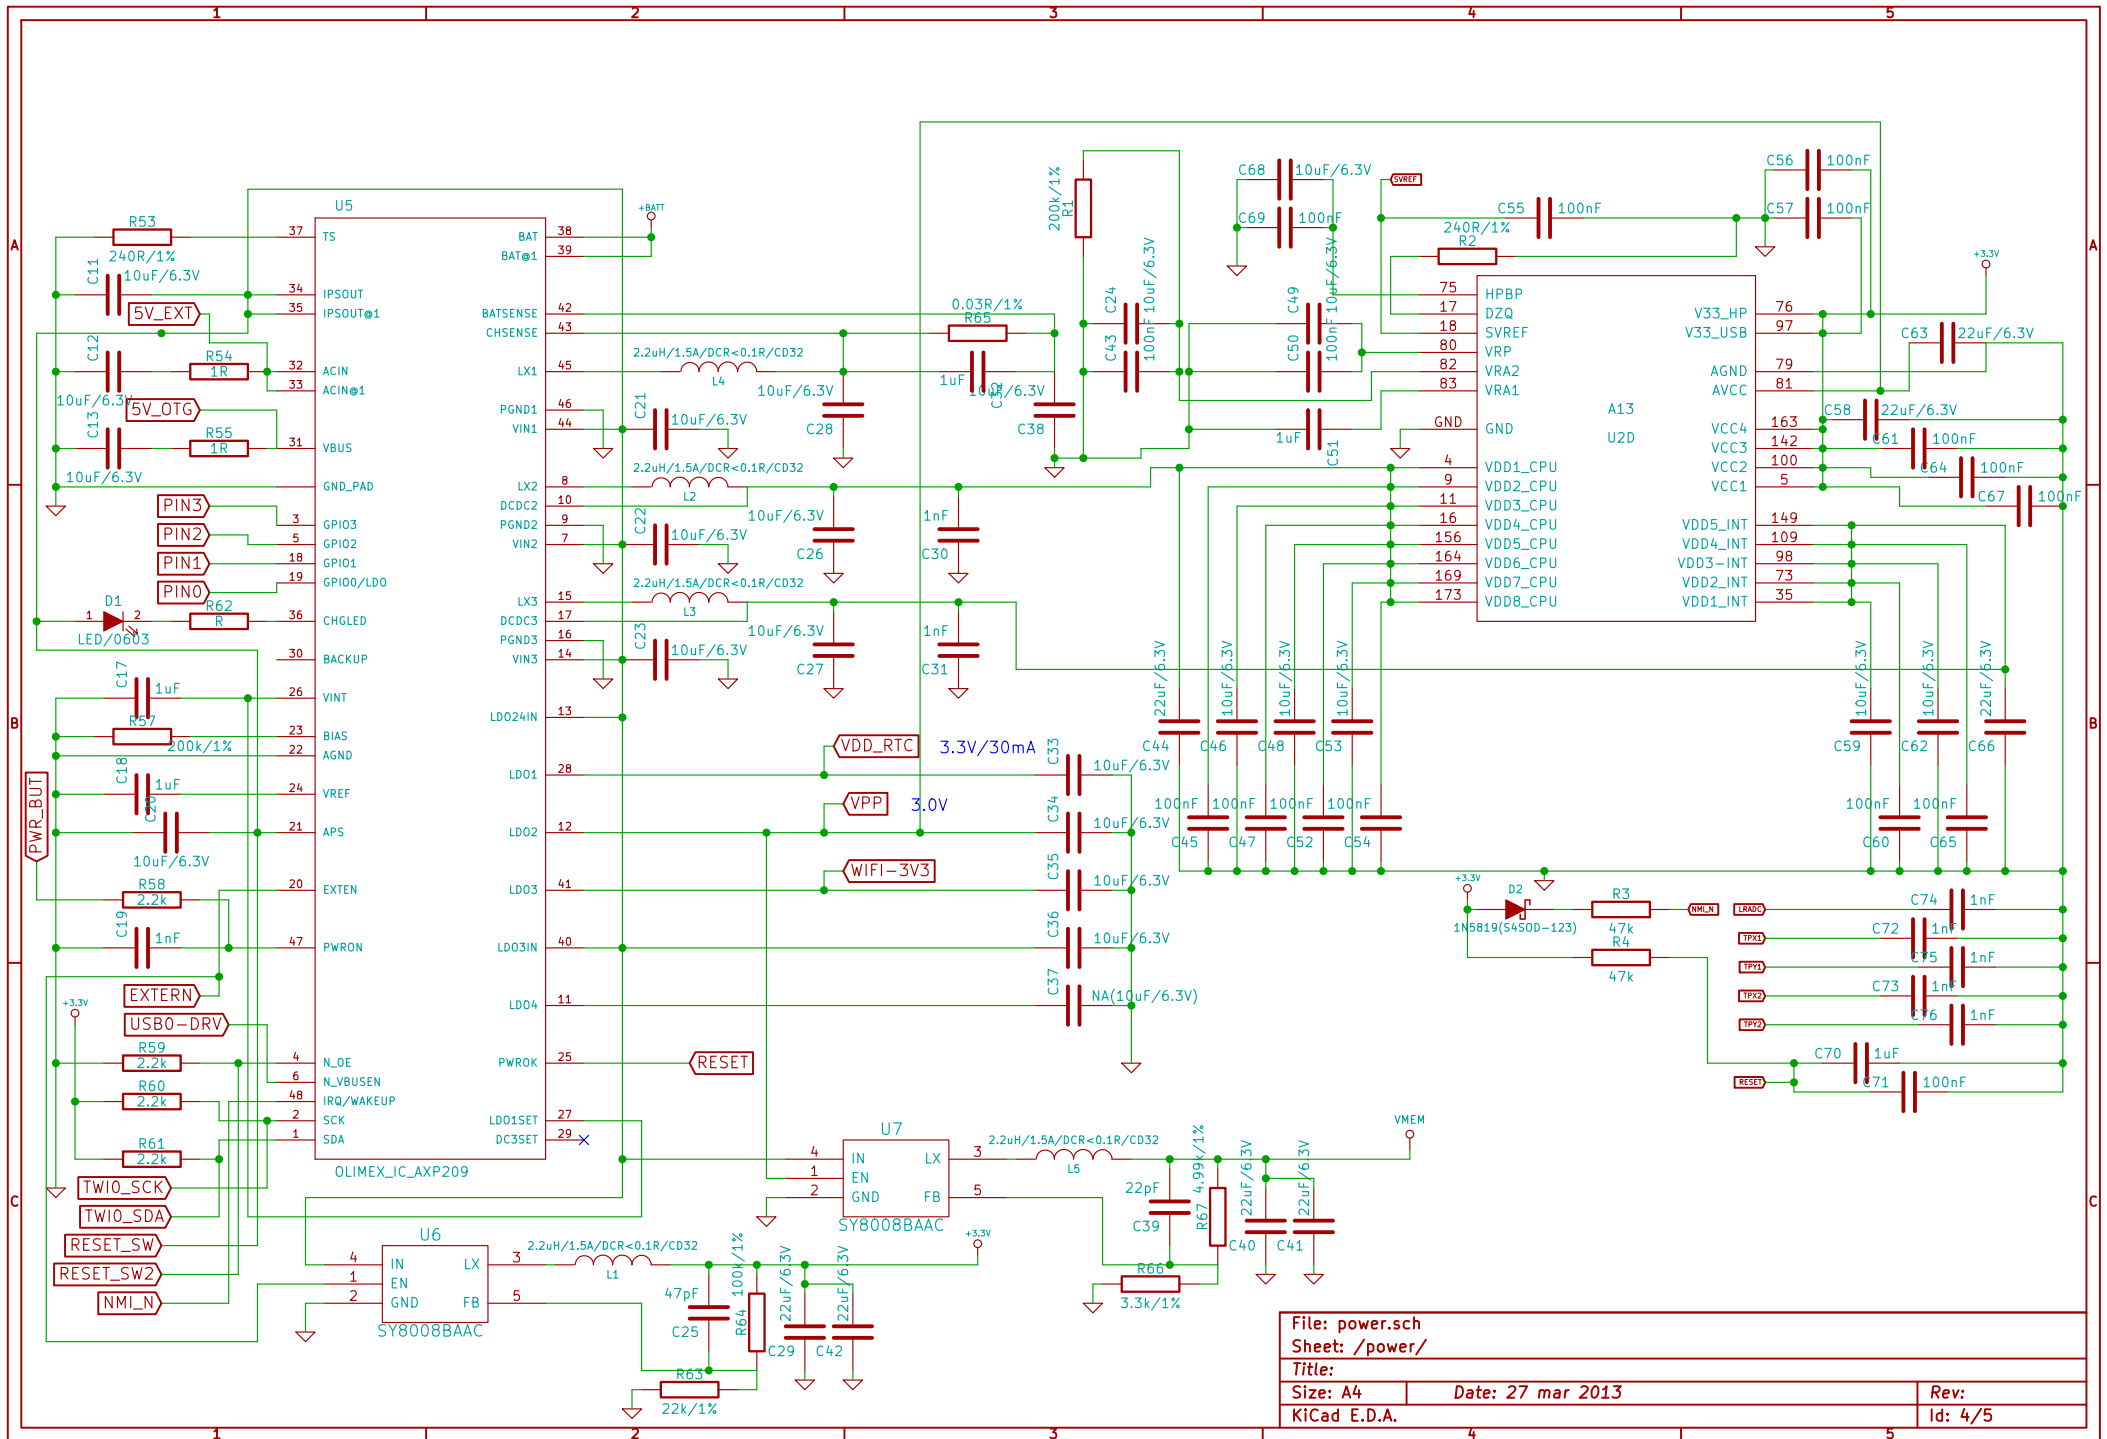 1 2 3 4 5
A
B
C
U5
OLIMEX_IC_AXP209
37 TS
34 IPSOUT
35 IPSOUT@1
32 ACIN
33 ACIN@1
31 VBUS
GND_PAD
3 GPIO3
5 GPIO2
18 GPIO1
19 GPIO0/LDO
36 CHGLED
30 BACKUP
26 VINT
23 BIAS
22 AGND
24 VREF
21 APS
20 EXTEN
47 PWRON
4 N_OE
6 N_VBUSEN
48 IRQ/WAKEUP
2 SCK
1 SDA
BAT 38
BAT@1 39
BATSENSE 42
CHSENSE 43
LX1 45
PGND1 46
VIN1 44
LX2 8
DCDC2 10
PGND2 9
VIN2 7
LX3 15
DCDC3 17
PGND3 16
VIN3 14
LDO24IN 13
LDO1 28
LDO2 12
LDO3 41
LDO3IN 40
LDO4 11
PWROK 25
LDO1SET 27
DC3SET 29
R53
240R/1%
C11
10uF/6.3V
5V_EXT
C12
10uF/6.3V
R54
1R
5V_OTG
C13
10uF/6.3V
R55
1R
PIN3
PIN2
PIN1
PIN0
D1
1 2
LED/0603
R62
R
C17
1uF
R57
200k/1%
C18
1uF
C20
10uF/6.3V
PWR_BUT
R58
2.2k
C19
1nF
EXTERN
+3.3V
USB0-DRV
R59
2.2k
R60
2.2k
R61
2.2k
TWI0_SCK
TWI0_SDA
RESET_SW
RESET_SW2
NMI_N
+BATT
0.03R/1%
R65
2.2uH/1.5A/DCR<0.1R/CD32
L4
1uF
C32
10uF/6.3V
C28
10uF/6.3V
C38
C21
10uF/6.3V
2.2uH/1.5A/DCR<0.1R/CD32
L2
C22
10uF/6.3V
10uF/6.3V
C26
1nF
C30
2.2uH/1.5A/DCR<0.1R/CD32
L3
C23
10uF/6.3V
10uF/6.3V
C27
1nF
C31
VDD_RTC
3.3V/30mA
C33
10uF/6.3V
VPP
3.0V
C34
10uF/6.3V
WIFI-3V3
C35
10uF/6.3V
C36
10uF/6.3V
C37
NA(10uF/6.3V)
RESET
U6
4 IN
1 EN
2 GND
LX 3
FB 5
SY8008BAAC
2.2uH/1.5A/DCR<0.1R/CD32
L1
47pF
C25
100k/1%
R64
R63
22k/1%
22uF/6.3V
C29
22uF/6.3V
C42
+3.3V
U7
4 IN
1 EN
2 GND
LX 3
FB 5
SY8008BAAC
2.2uH/1.5A/DCR<0.1R/CD32
L5
22pF
C39
4.99k/1%
R67
R66
3.3k/1%
22uF/6.3V
C40
22uF/6.3V
C41
VMEM
200k/1%
R1
C24
10uF/6.3V
C43
100nF
C68
10uF/6.3V
C69
100nF
C49
10uF/6.3V
C50
100nF
1uF
C51
SVREF
C55
100nF
240R/1%
R2
C56
100nF
C57
100nF
+3.3V
75 HPBP
17 DZQ
18 SVREF
80 VRP
82 VRA2
83 VRA1
GND GND
4 VDD1_CPU
9 VDD2_CPU
11 VDD3_CPU
16 VDD4_CPU
156 VDD5_CPU
164 VDD6_CPU
169 VDD7_CPU
173 VDD8_CPU
A13
U2D
V33_HP 76
V33_USB 97
AGND 79
AVCC 81
VCC4 163
VCC3 142
VCC2 100
VCC1 5
VDD5_INT 149
VDD4_INT 109
VDD3-INT 98
VDD2_INT 73
VDD1_INT 35
C63
22uF/6.3V
C58
22uF/6.3V
C61
100nF
C64
100nF
C67
100nF
22uF/6.3V
C44
10uF/6.3V
C46
10uF/6.3V
C48
10uF/6.3V
C53
100nF
C45
100nF
C47
100nF
C52
100nF
C54
10uF/6.3V
C59
10uF/6.3V
C62
22uF/6.3V
C66
100nF
C60
100nF
C65
+3.3V
D2
1N5819(S4SOD-123)
R3
47k
R4
47k
NMI_N
LRADC
C74
1nF
TPX1
C72
1nF
TPY1
C75
1nF
TPX2
C73
1nF
TPY2
C76
1nF
C70
1uF
RESET
C71
100nF
File: power.sch
Sheet: /power/
Title:
Size: A4
Date: 27 mar 2013
Rev:
KiCad E.D.A.
Id: 4/5
1 2 3 4 5
A
B
C